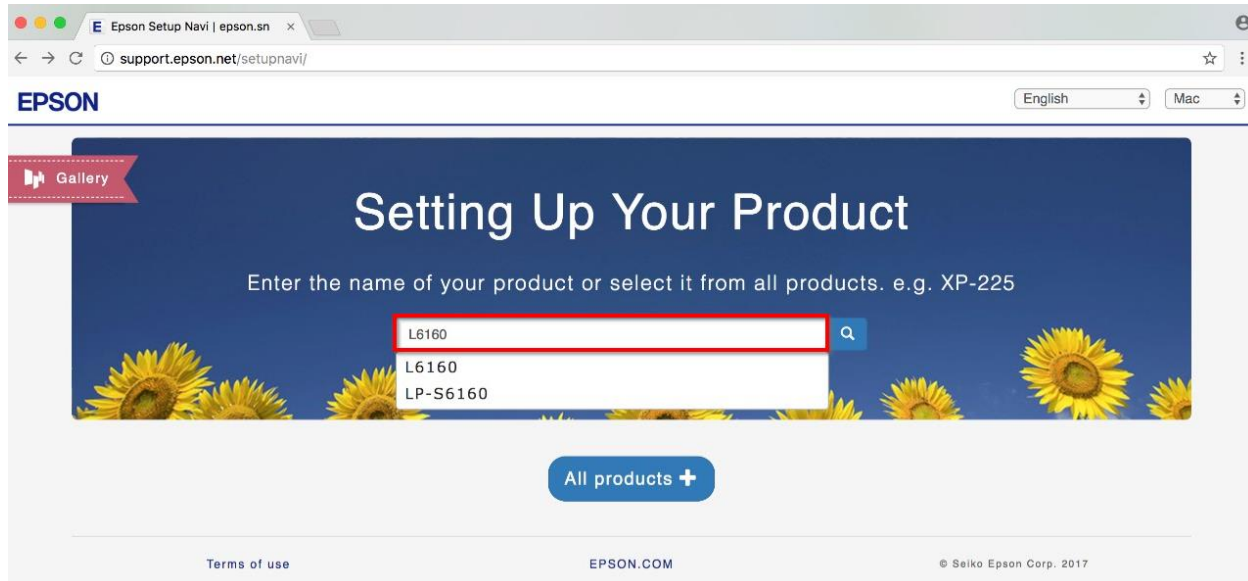 Epson Setup Navi | epson.sn
support.epson.net/setupnavi/
EPSON
English
Mac
Gallery
Setting Up Your Product
Enter the name of your product or select it from all products. e.g. XP-225
L6160
L6160
LP-S6160
All products
Terms of use
EPSON.COM
© Seiko Epson Corp. 2017